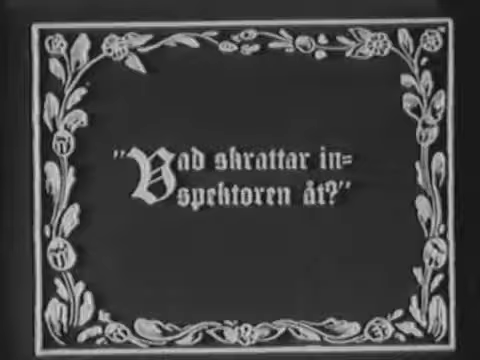 "Vad skrattar in=
spektoren åt?"